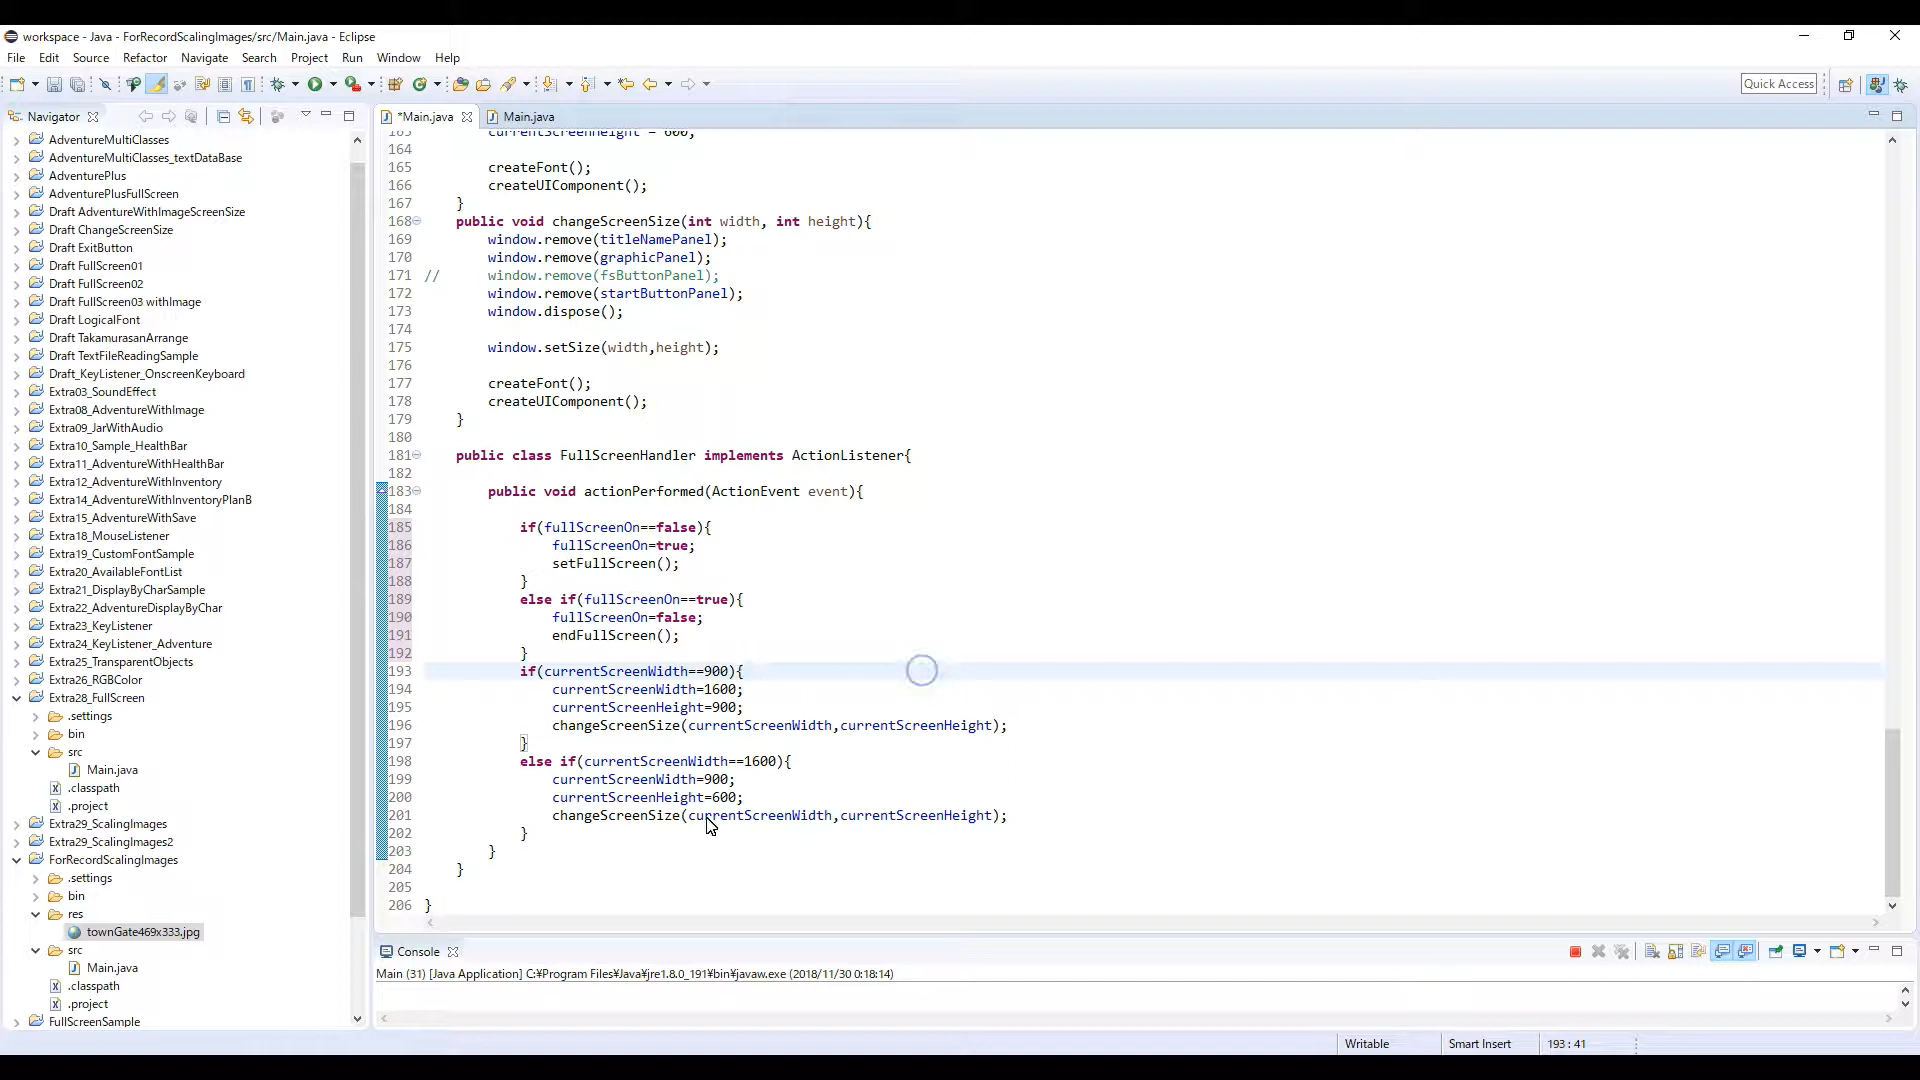 workspace - Java - ForRecordScalingImages/src/Main.java - Eclipse
File Edit Source Refactor Navigate Search Project Run Window Help
Quick Access
Navigator
*Main.java
Main.java
AdventureMultiClasses
AdventureMultiClasses_textDataBase
AdventurePlus
AdventurePlusFullScreen
Draft AdventureWithImageScreenSize
Draft ChangeScreenSize
Draft ExitButton
Draft FullScreen01
Draft FullScreen02
Draft FullScreen03 withImage
Draft LogicalFont
Draft TakamurasanArrange
Draft TextFileReadingSample
Draft_KeyListener_OnscreenKeyboard
Extra03_SoundEffect
Extra08_AdventureWithImage
Extra09_JarWithAudio
Extra10_Sample_HealthBar
Extra11_AdventureWithHealthBar
Extra12_AdventureWithInventory
Extra14_AdventureWithInventoryPlanB
Extra15_AdventureWithSave
Extra18_MouseListener
Extra19_CustomFontSample
Extra20_AvailableFontList
Extra21_DisplayByCharSample
Extra22_AdventureDisplayByChar
Extra23_KeyListener
Extra24_KeyListener_Adventure
Extra25_TransparentObjects
Extra26_RGBColor
Extra28_FullScreen
.settings
bin
src
Main.java
.classpath
.project
Extra29_ScalingImages
Extra29_ScalingImages2
ForRecordScalingImages
.settings
bin
res
townGate469x333.jpg
src
Main.java
.classpath
.project
FullScreenSample
163 currentScreenHeight = 600;
164
165 createFont();
166 createUIComponent();
167 }
168 public void changeScreenSize(int width, int height){
169 window.remove(titleNamePanel);
170 window.remove(graphicPanel);
171 // window.remove(fsButtonPanel);
172 window.remove(startButtonPanel);
173 window.dispose();
174
175 window.setSize(width,height);
176
177 createFont();
178 createUIComponent();
179 }
180
181 public class FullScreenHandler implements ActionListener{
182
183 public void actionPerformed(ActionEvent event){
184
185 if(fullScreenOn==false){
186 fullScreenOn=true;
187 setFullScreen();
188 }
189 else if(fullScreenOn==true){
190 fullScreenOn=false;
191 endFullScreen();
192 }
193 if(currentScreenWidth==900){
194 currentScreenWidth=1600;
195 currentScreenHeight=900;
196 changeScreenSize(currentScreenWidth,currentScreenHeight);
197 }
198 else if(currentScreenWidth==1600){
199 currentScreenWidth=900;
200 currentScreenHeight=600;
201 changeScreenSize(currentScreenWidth,currentScreenHeight);
202 }
203 }
204 }
205
206 }
Console
Main (31) [Java Application] C:¥Program Files¥Java¥jre1.8.0_191¥bin¥javaw.exe (2018/11/30 0:18:14)
Writable Smart Insert 193 : 41